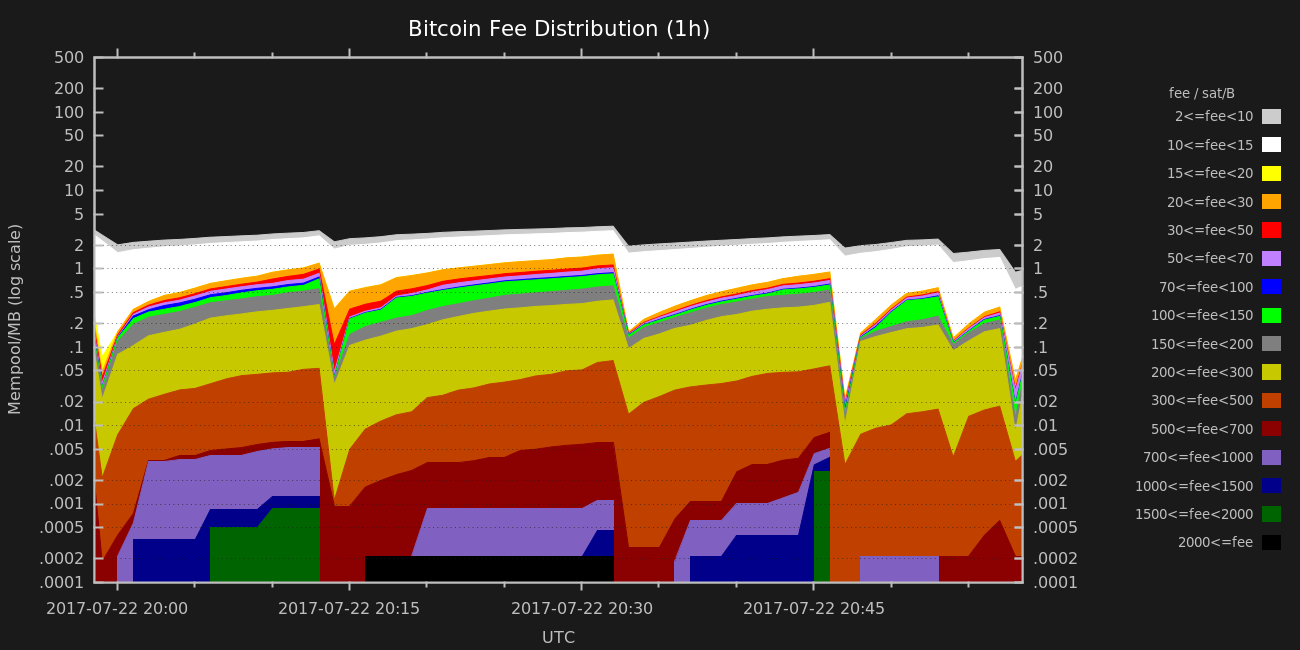 Bitcoin Fee Distribution (1h)
500 500
200 200
100 100
50 50
20 20
10 10
5 5
2 2
1 1
.5 .5
.2 .2
.1 .1
.05 .05
.02 .02
.01 .01
.005 .005
.002 .002
.001 .001
.0005 .0005
.0002 .0002
.0001 .0001
Mempool/MB (log scale)
2017-07-22 20:00 2017-07-22 20:15 2017-07-22 20:30 2017-07-22 20:45
UTC
fee / sat/B
2<=fee<10
10<=fee<15
15<=fee<20
20<=fee<30
30<=fee<50
50<=fee<70
70<=fee<100
100<=fee<150
150<=fee<200
200<=fee<300
300<=fee<500
500<=fee<700
700<=fee<1000
1000<=fee<1500
1500<=fee<2000
2000<=fee